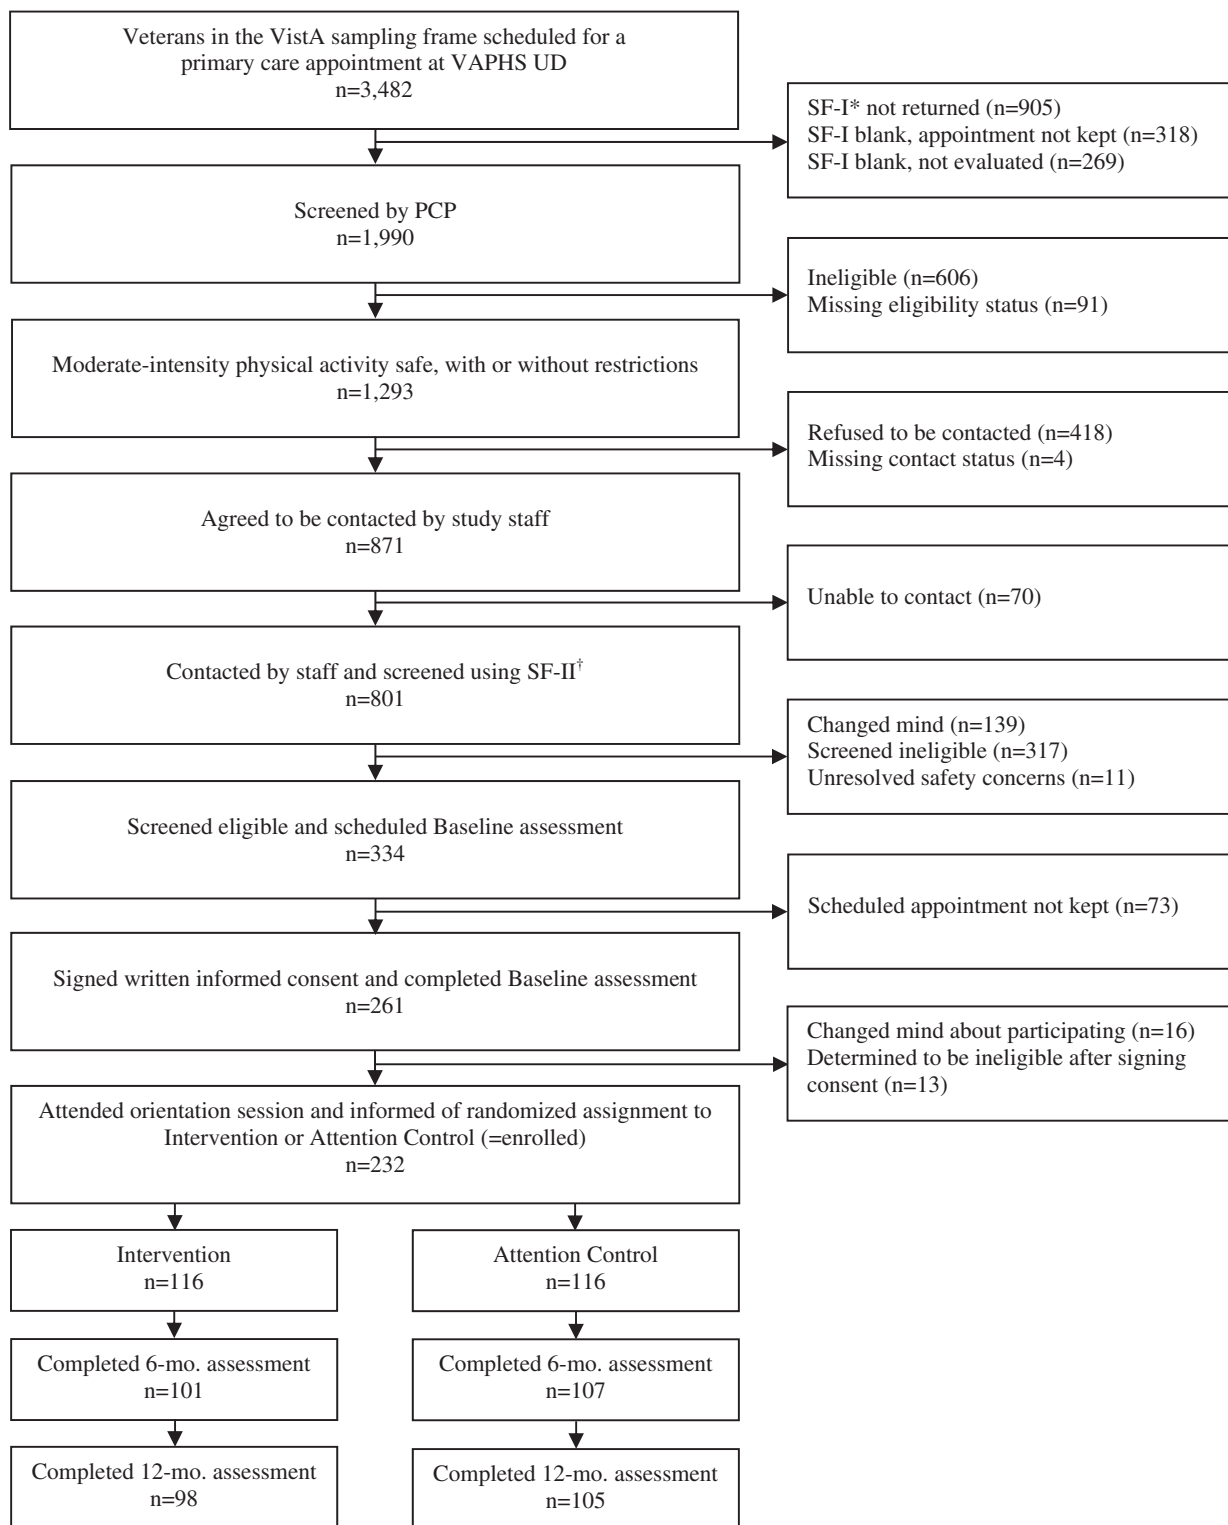 Veterans in the VistA sampling frame scheduled for a
primary care appointment at VAPHS UD
n=3,482
SF-I* not returned (n=905)
SF-I blank, appointment not kept (n=318)
SF-I blank, not evaluated (n=269)
Screened by PCP
n=1,990
Ineligible (n=606)
Missing eligibility status (n=91)
Moderate-intensity physical activity safe, with or without restrictions
n=1,293
Refused to be contacted (n=418)
Missing contact status (n=4)
Agreed to be contacted by study staff
n=871
Unable to contact (n=70)
Contacted by staff and screened using SF-II†
n=801
Changed mind (n=139)
Screened ineligible (n=317)
Unresolved safety concerns (n=11)
Screened eligible and scheduled Baseline assessment
n=334
Scheduled appointment not kept (n=73)
Signed written informed consent and completed Baseline assessment
n=261
Changed mind about participating (n=16)
Determined to be ineligible after signing
consent (n=13)
Attended orientation session and informed of randomized assignment to
Intervention or Attention Control (=enrolled)
n=232
Intervention
n=116
Attention Control
n=116
Completed 6-mo. assessment
n=101
Completed 6-mo. assessment
n=107
Completed 12-mo. assessment
n=98
Completed 12-mo. assessment
n=105